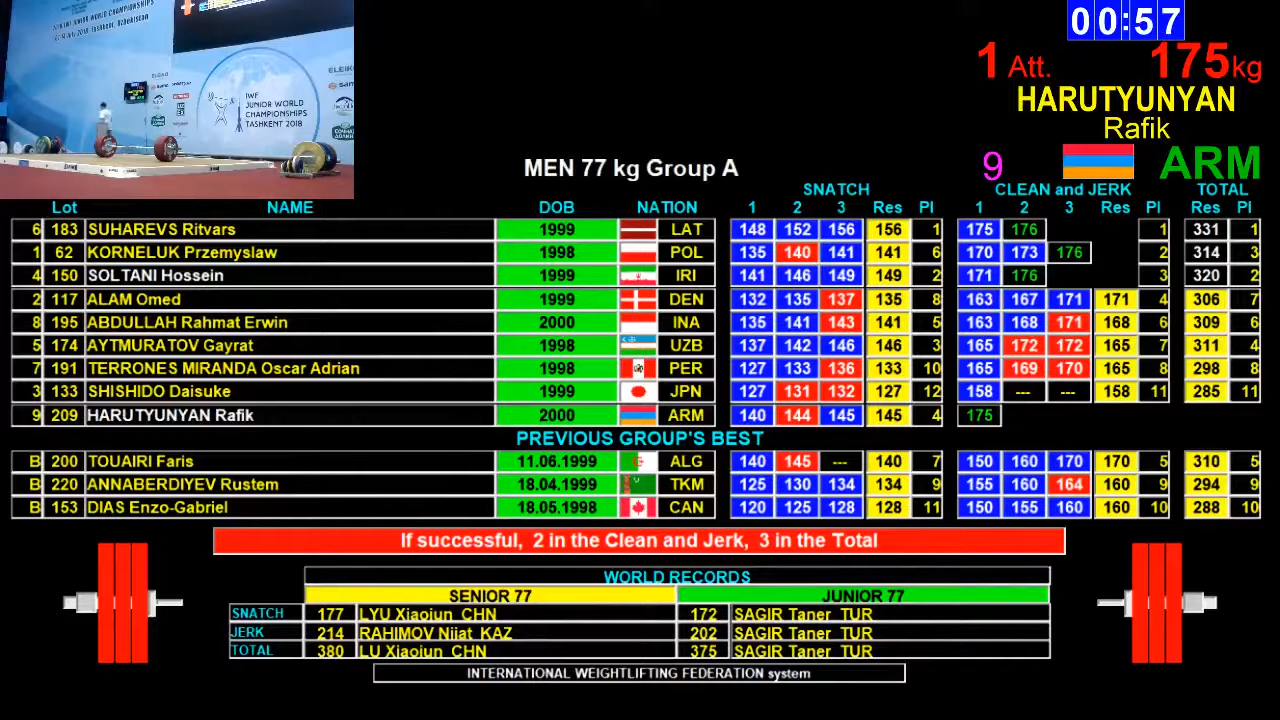 2018 IWF JUNIOR WORLD CHAMPIONSHIPS
IWF
JUNIOR WORLD
CHAMPIONSHIPS
TASHKENT 2018
00:57
1 Att. 175kg
HARUTYUNYAN
Rafik
9 ARM
MEN 77 kg Group A
SNATCH CLEAN and JERK TOTAL
Lot NAME DOB NATION 1 2 3 Res Pl 1 2 3 Res Pl Res Pl
6 183 SUHAREVS Ritvars 1999 LAT 148 152 156 156 1 175 176 1 331 1
1 62 KORNELUK Przemyslaw 1998 POL 135 140 141 141 6 170 173 176 2 314 3
4 150 SOLTANI Hossein 1999 IRI 141 146 149 149 2 171 176 3 320 2
2 117 ALAM Omed 1999 DEN 132 135 137 135 8 163 167 171 171 4 306 7
8 195 ABDULLAH Rahmat Erwin 2000 INA 135 141 143 141 5 163 168 171 168 6 309 6
5 174 AYTMURATOV Gayrat 1998 UZB 137 142 146 146 3 165 172 172 165 7 311 4
7 191 TERRONES MIRANDA Oscar Adrian 1998 PER 127 133 136 133 10 165 169 170 165 8 298 8
3 133 SHISHIDO Daisuke 1999 JPN 127 131 132 127 12 158 --- --- 158 11 285 11
9 209 HARUTYUNYAN Rafik 2000 ARM 140 144 145 145 4 175
PREVIOUS GROUP'S BEST
B 200 TOUAIRI Faris 11.06.1999 ALG 140 145 --- 140 7 150 160 170 170 5 310 5
B 220 ANNABERDIYEV Rustem 18.04.1999 TKM 125 130 134 134 9 155 160 164 160 9 294 9
B 153 DIAS Enzo-Gabriel 18.05.1998 CAN 120 125 128 128 11 150 155 160 160 10 288 10
If successful, 2 in the Clean and Jerk, 3 in the Total
WORLD RECORDS
SENIOR 77 JUNIOR 77
SNATCH 177 LYU Xiaojun CHN 172 SAGIR Taner TUR
JERK 214 RAHIMOV Nijat KAZ 202 SAGIR Taner TUR
TOTAL 380 LU Xiaojun CHN 375 SAGIR Taner TUR
INTERNATIONAL WEIGHTLIFTING FEDERATION system